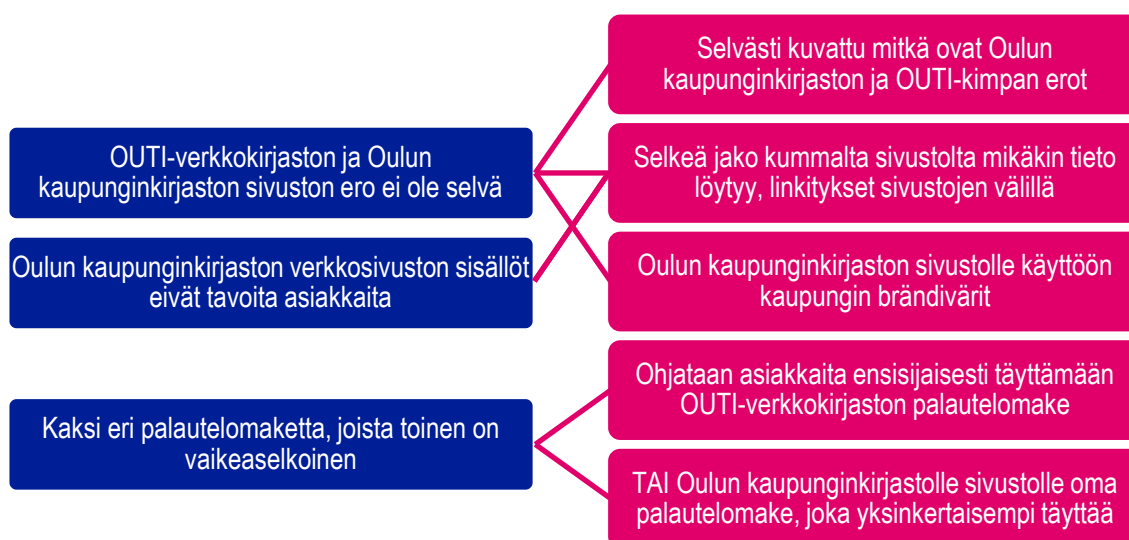 OUTI-verkkokirjaston ja Oulun
kaupunginkirjaston sivuston ero ei ole selvä
Oulun kaupunginkirjaston verkkosivuston sisällöt
eivät tavoita asiakkaita
Kaksi eri palautelomaketta, joista toinen on
vaikeaselkoinen
Selvästi kuvattu mitkä ovat Oulun
kaupunginkirjaston ja OUTI-kimpan erot
Selkeä jako kummalta sivustolta mikäkin tieto
löytyy, linkitykset sivustojen välillä
Oulun kaupunginkirjaston sivustolle käyttöön
kaupungin brändivärit
Ohjataan asiakkaita ensisijaisesti täyttämään
OUTI-verkkokirjaston palautelomake
TAI Oulun kaupunginkirjastolle sivustolle oma
palautelomake, joka yksinkertaisempi täyttää